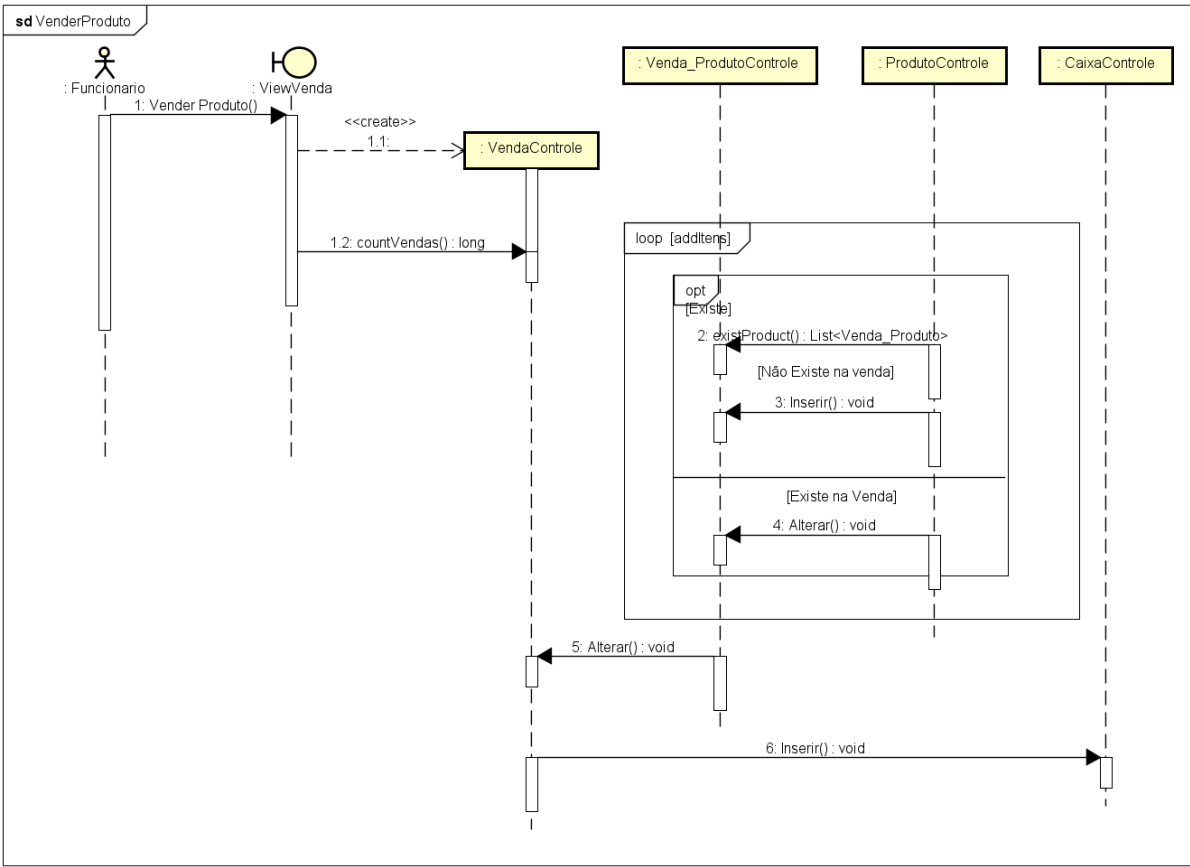 sd VenderProduto
: Funcionario
: ViewVenda
: Venda_ProdutoControle
: ProdutoControle
: CaixaControle
1: Vender Produto()
<<create>>
1.1:
: VendaControle
1.2: countVendas() : long
loop [addItens]
opt
[Existe]
2: existProduct() : List<Venda_Produto>
[Não Existe na venda]
3: Inserir() : void
[Existe na Venda]
4: Alterar() : void
5: Alterar() : void
6: Inserir() : void